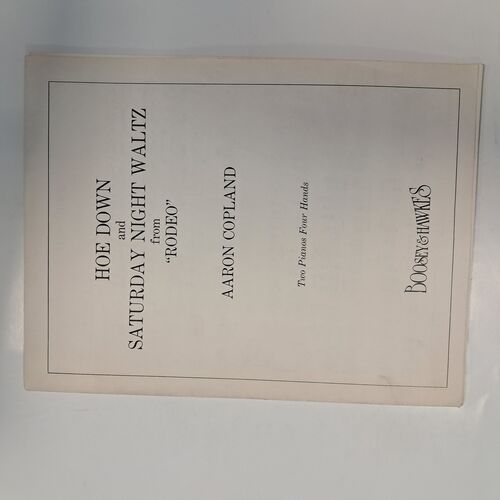 HOE DOWN
and
SATURDAY NIGHT WALTZ
from
“RODEO”
AARON COPLAND
Two Pianos Four Hands
BOOSEY & HAWKES